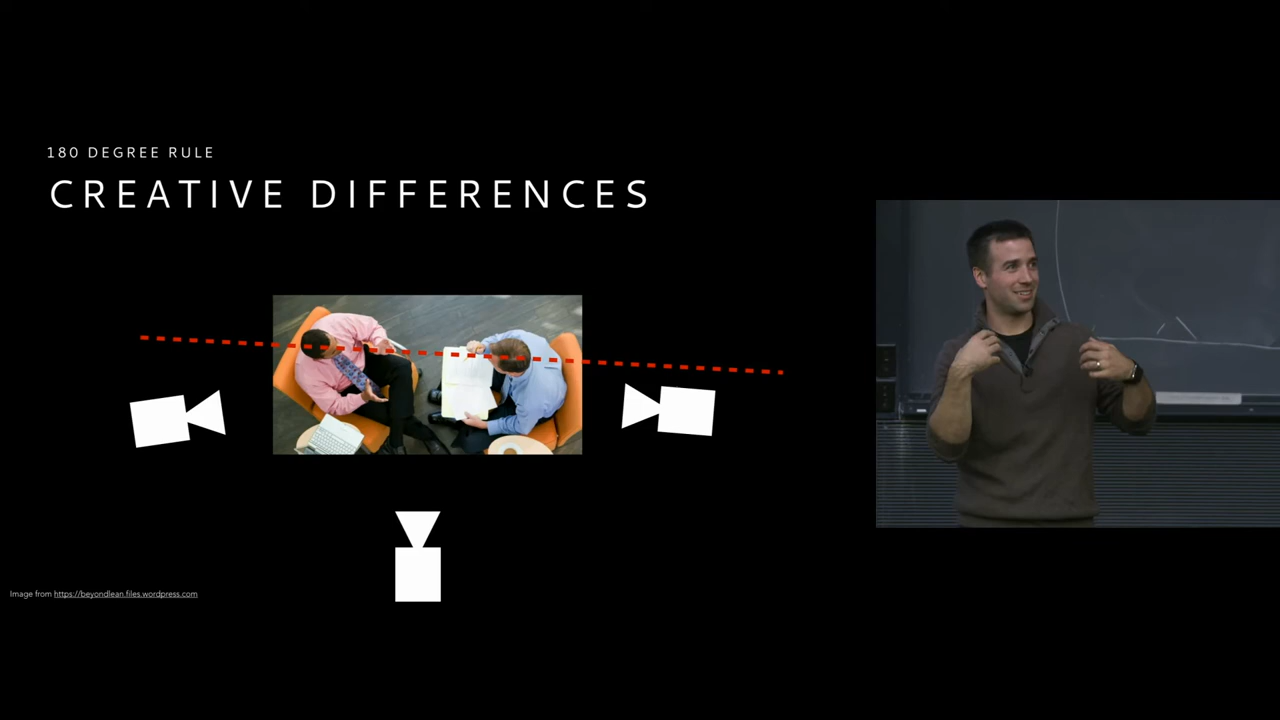 180 DEGREE RULE
CREATIVE DIFFERENCES
Image from https://beyondlean.files.wordpress.com